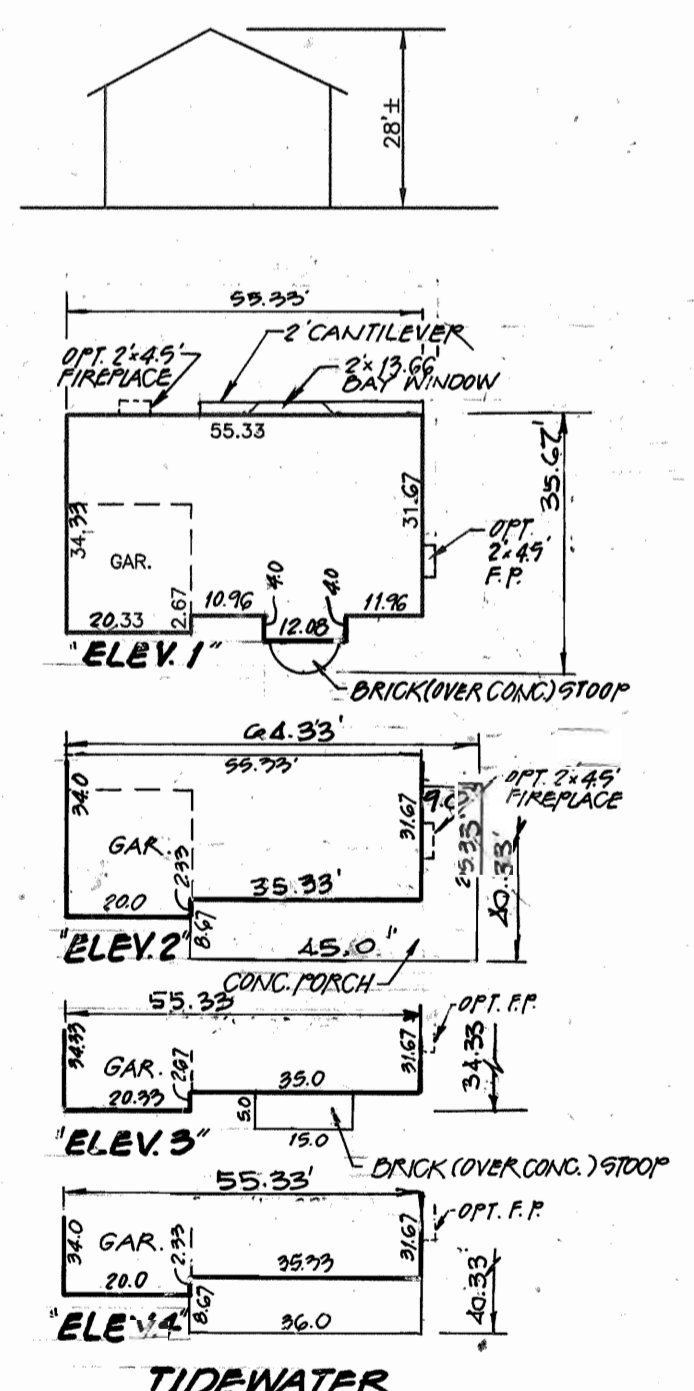 28'±
55.33'
2' CANTILEVER
OPT. 2'x4.5'
FIREPLACE
2'x13.66
BAY WINDOW
55.33
35.67'
34.33
31.67
GAR.
OPT.
2'x4.5'
F.P.
20.33
2.67
10.96
4.0
4.0
11.96
12.08
"ELEV. 1"
BRICK (OVER CONC) STOOP
64.33'
55.33'
34.0
31.67
OPT. 2'x4.5'
FIREPLACE
25.33'
40.33'
GAR.
2.33
35.33'
20.0
8.67
45.0'
"ELEV. 2"
CONC. PORCH
55.33
OPT. F.P.
34.33
GAR.
2.67
31.67
34.33
20.33
35.0
5.0
"ELEV. 3"
15.0
BRICK (OVER CONC.) STOOP
55.33'
OPT. F.P.
34.0
GAR.
2.33
31.67
20.0
35.33
40.33'
8.67
36.0
"ELEV. 4"
TIDEWATER